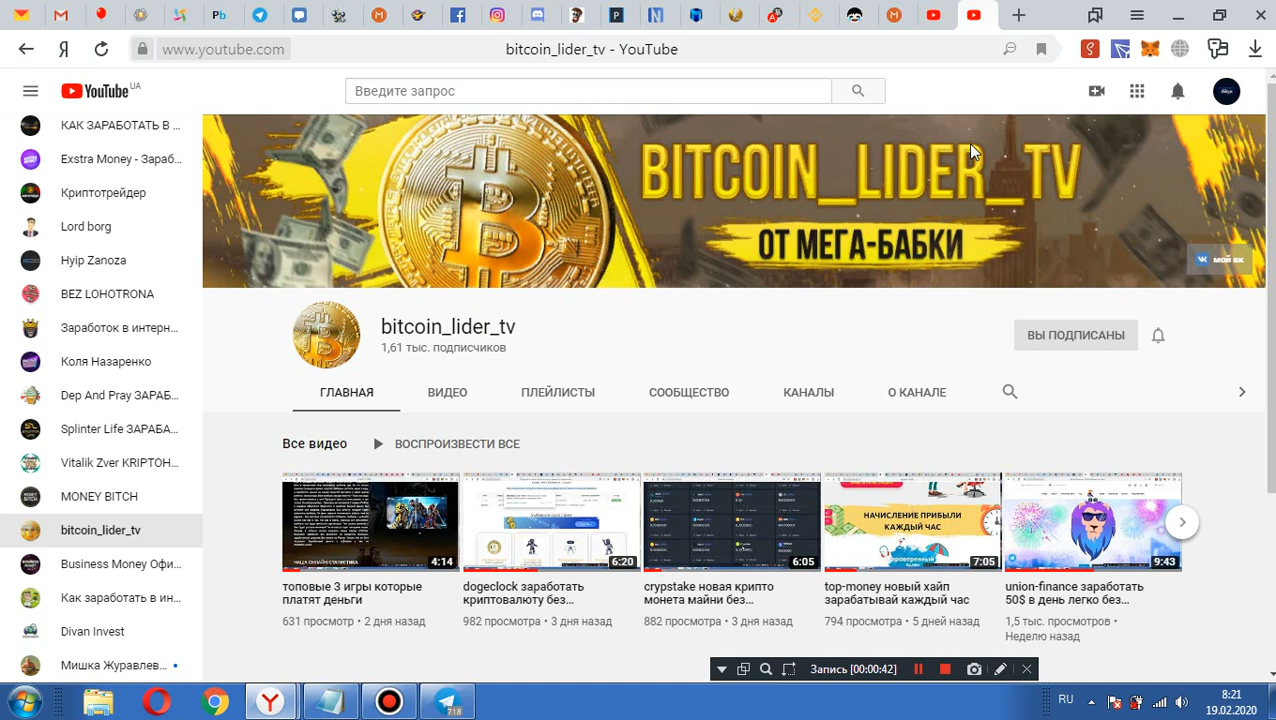 www.youtube.com
bitcoin_lider_tv - YouTube
YouTube UA
Введите запрос
КАК ЗАРАБОТАТЬ В ...
Exstra Money - Зараб...
Криптотрейдер
Lord borg
Hyip Zanoza
BEZ LOHOTRONA
Заработок в интерн...
Коля Назаренко
Dep And Pray ЗАРАБ...
Splinter Life ЗАРАБА...
Vitalik Zver KRIPTOH...
MONEY BITCH
bitcoin_lider_tv
Business Money Офи...
Как заработать в ин...
Divan Invest
Мишка Журавлев...
BITCOIN_LIDER_TV
ОТ МЕГА-БАБКИ
МОЙ ВК
bitcoin_lider_tv
1,61 тыс. подписчиков
ВЫ ПОДПИСАНЫ
ГЛАВНАЯ ВИДЕО ПЛЕЙЛИСТЫ СООБЩЕСТВО КАНАЛЫ О КАНАЛЕ
Все видео ВОСПРОИЗВЕСТИ ВСЕ
НАША ОНЛАЙН СТАТИСТИКА
4:14
топовые 3 игры которые
платят деньги
631 просмотр • 2 дня назад
6:20
dogeclock заработать
криптовалюту без...
982 просмотра • 3 дня назад
6:05
crypstake новая крипто
монета майни без...
882 просмотра • 3 дня назад
НАЧИСЛЕНИЕ ПРИБЫЛИ
КАЖДЫЙ ЧАС
7:05
top-money новый хайп
зарабатывай каждый час
794 просмотра • 5 дней назад
9:43
union-finance заработать
50$ в день легко без...
1,5 тыс. просмотров •
Неделю назад
Запись [00:00:42]
718
RU
8:21
19.02.2020